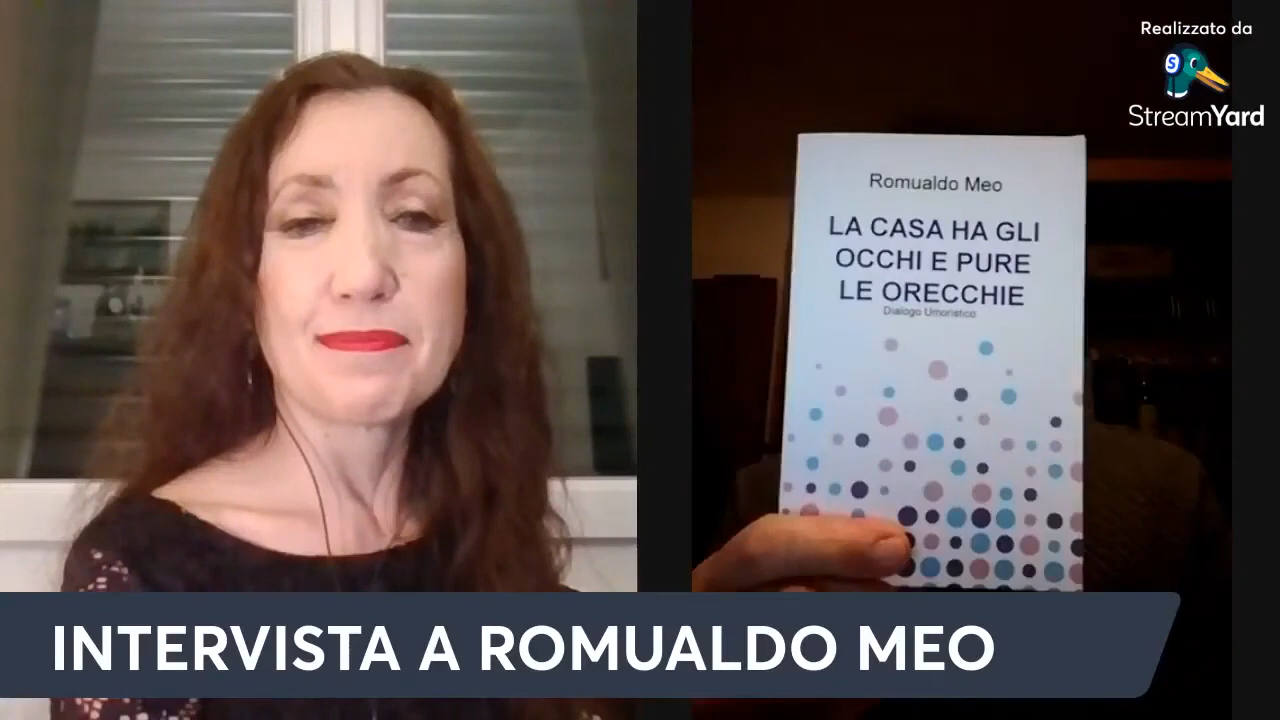 Realizzato da
StreamYard
Romualdo Meo
LA CASA HA GLI
OCCHI E PURE
LE ORECCHIE
Dialogo Umoristico
INTERVISTA A ROMUALDO MEO